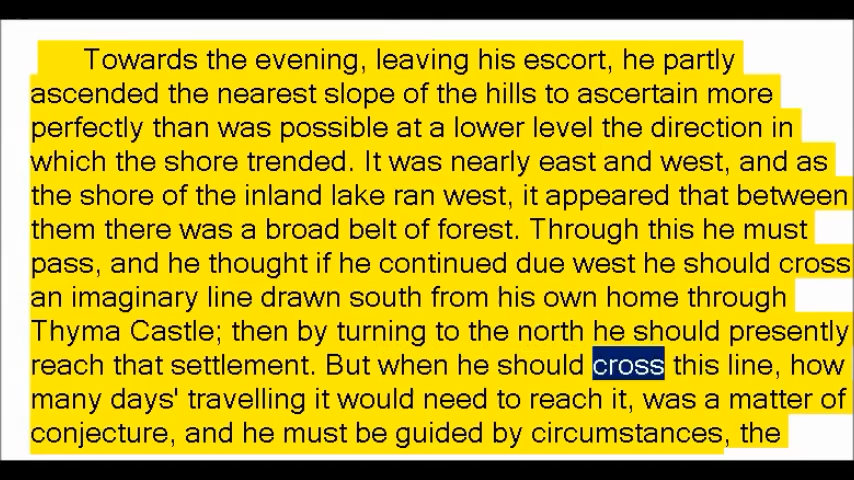 Towards the evening, leaving his escort, he partly
ascended the nearest slope of the hills to ascertain more
perfectly than was possible at a lower level the direction in
which the shore trended. It was nearly east and west, and as
the shore of the inland lake ran west, it appeared that between
them there was a broad belt of forest. Through this he must
pass, and he thought if he continued due west he should cross
an imaginary line drawn south from his own home through
Thyma Castle; then by turning to the north he should presently
reach that settlement. But when he should cross this line, how
many days' travelling it would need to reach it, was a matter of
conjecture, and he must be guided by circumstances, the